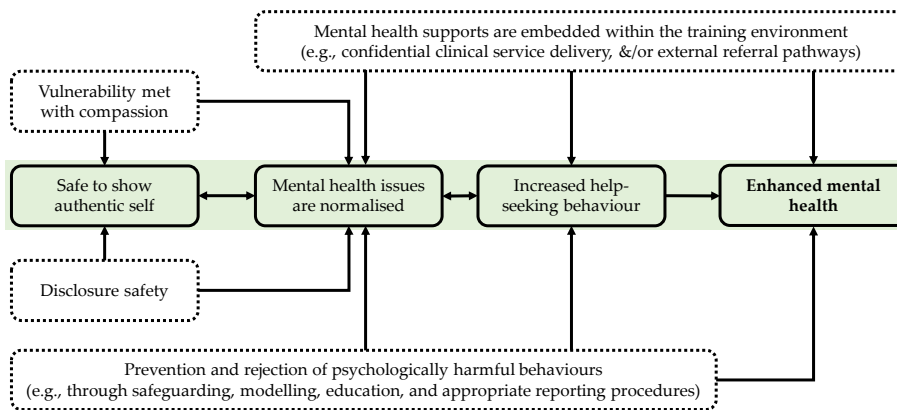 Mental health supports are embedded within the training environment
(e.g., confidential clinical service delivery, &/or external referral pathways)
Vulnerability met
with compassion
Safe to show
authentic self
Mental health issues
are normalised
Increased help-
seeking behaviour
Enhanced mental
health
Disclosure safety
Prevention and rejection of psychologically harmful behaviours
(e.g., through safeguarding, modelling, education, and appropriate reporting procedures)